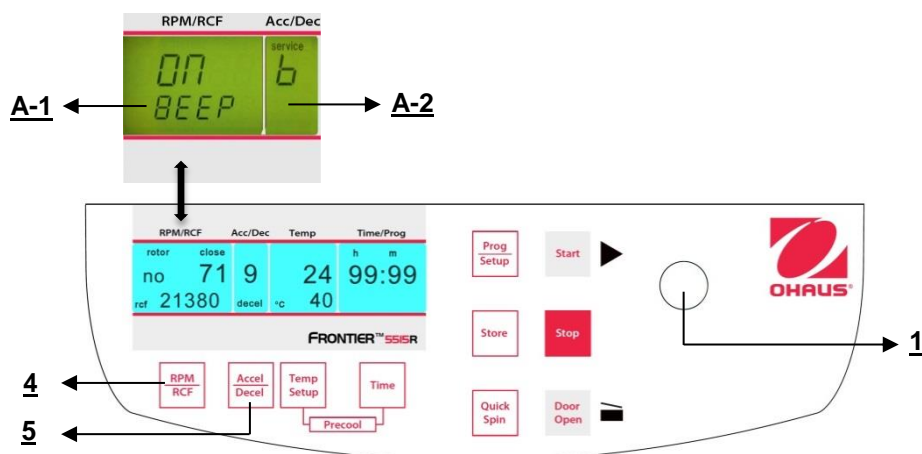 RPM/RCF Acc/Dec
service
ON b
BEEP
A-1
A-2
RPM/RCF Acc/Dec Temp Time/Prog
rotor close h m
no 71 9 24 99:99
rcf 21380 decel °C 40
FRONTIER™ 5515R
Prog
Setup
Start
OHAUS®
Store
Stop
1
4
RPM
RCF
Accel
Decel
Temp
Setup
Time
Precool
5
Quick
Spin
Door
Open